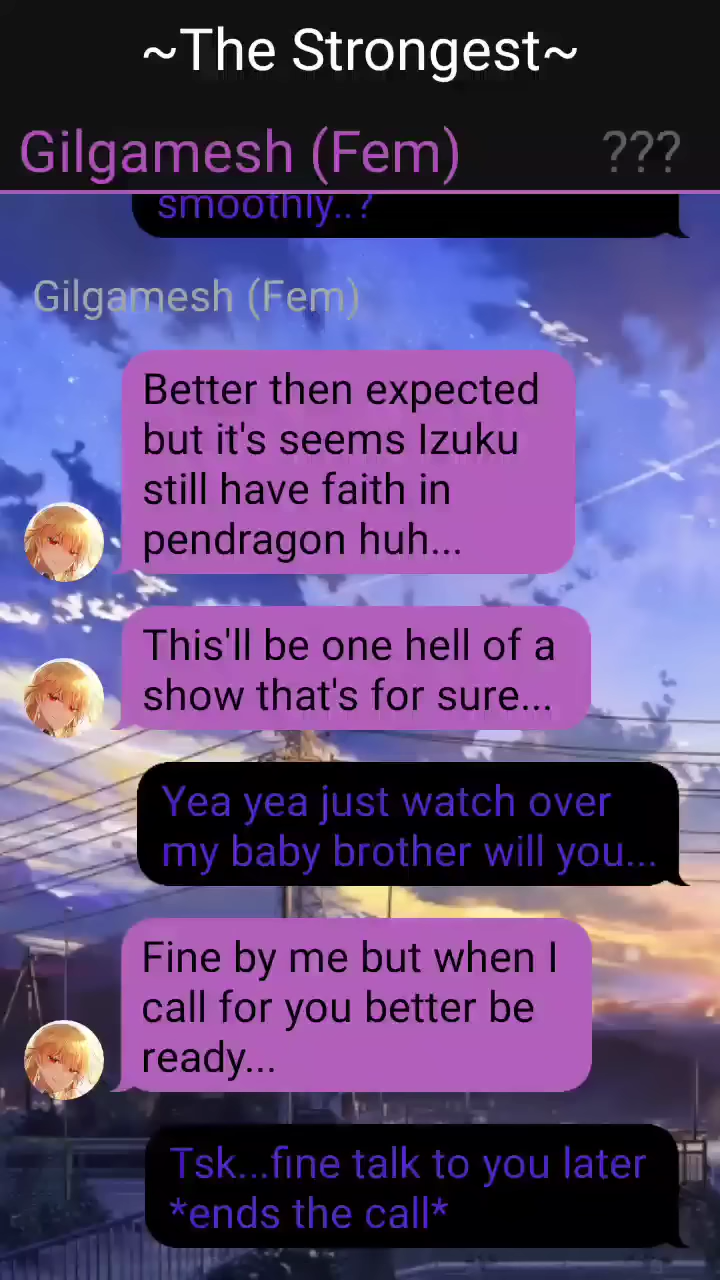 ~The Strongest~
Gilgamesh (Fem) ???
smoothly..?
Gilgamesh (Fem)
Better then expected
but it's seems Izuku
still have faith in
pendragon huh...
This'll be one hell of a
show that's for sure...
Yea yea just watch over
my baby brother will you...
Fine by me but when I
call for you better be
ready...
Tsk...fine talk to you later
*ends the call*